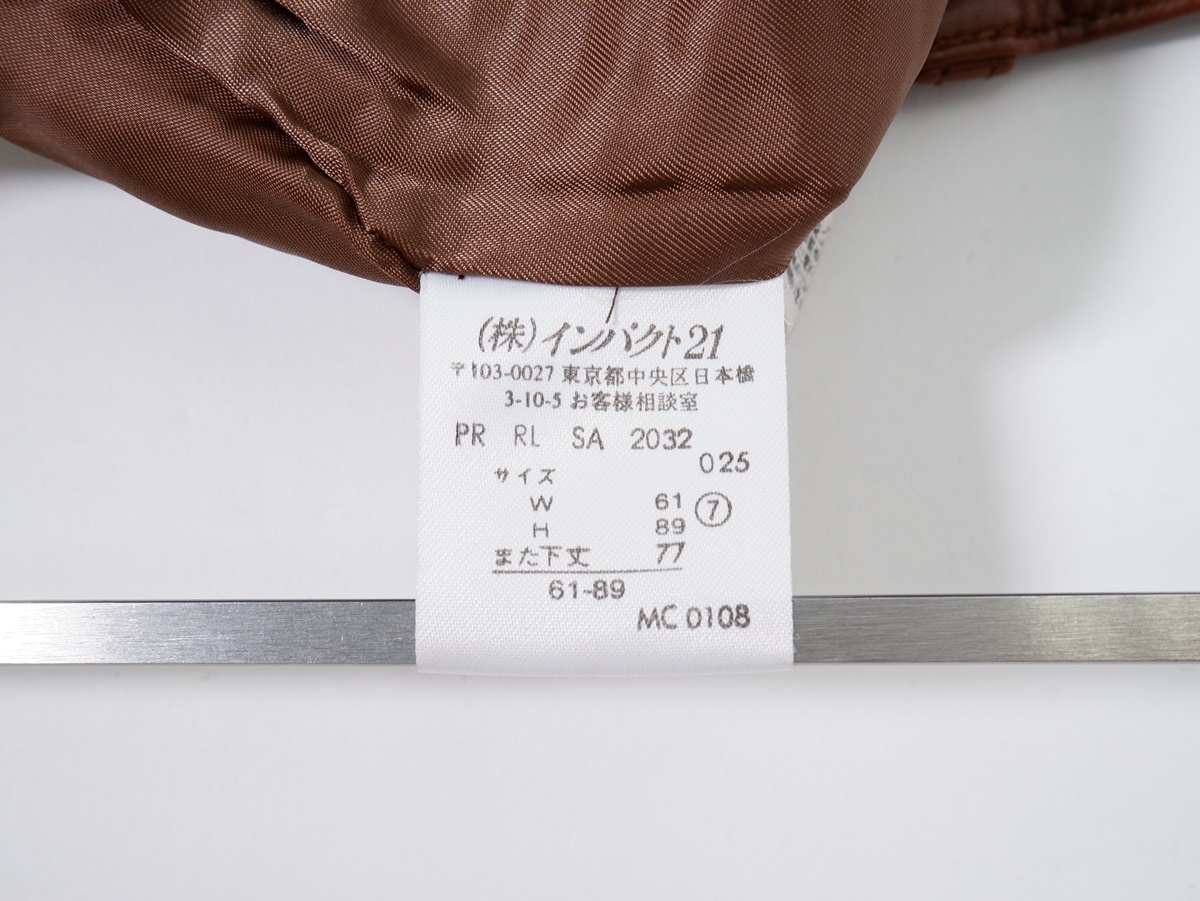 (株)インパクト21
〒103-0027 東京都中央区日本橋
3-10-5 お客様相談室
PR RL SA 2032
025
サイズ
W 61 ⑦
H 89
また下丈 77
61-89
MC 0108